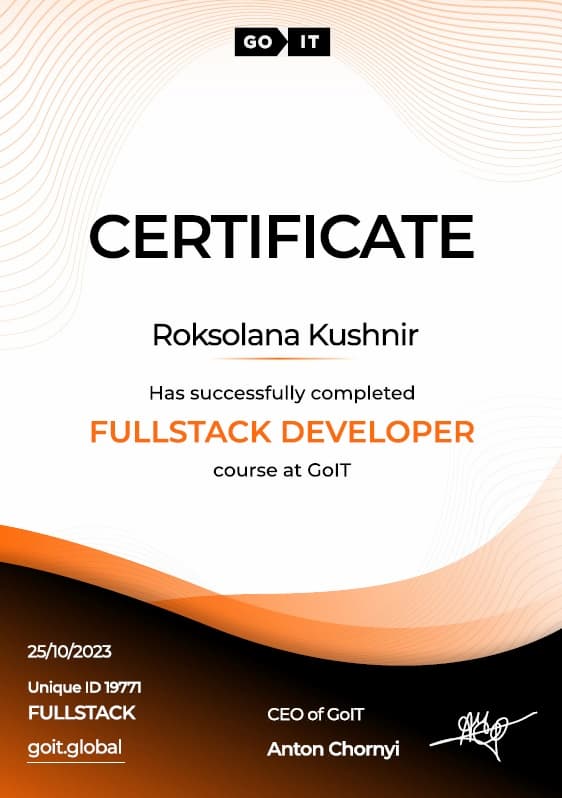 GO IT
CERTIFICATE
Roksolana Kushnir
Has successfully completed
FULLSTACK DEVELOPER
course at GoIT
25/10/2023
Unique ID 19771
FULLSTACK
goit.global
CEO of GoIT
Anton Chornyi